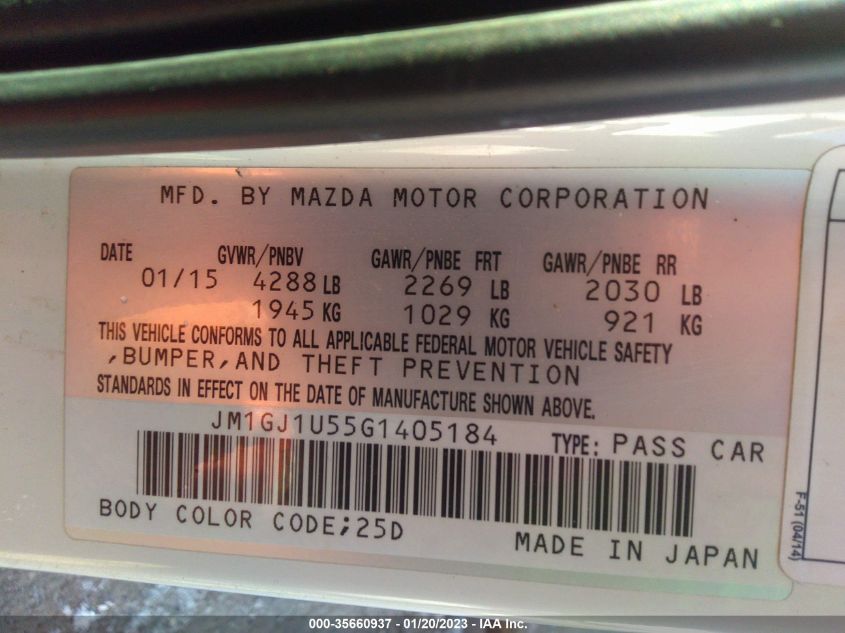 MFD. BY MAZDA MOTOR CORPORATION
DATE GVWR/PNBV GAWR/PNBE FRT GAWR/PNBE RR
01/15 4288 LB 2269 LB 2030 LB
1945 KG 1029 KG 921 KG
THIS VEHICLE CONFORMS TO ALL APPLICABLE FEDERAL MOTOR VEHICLE SAFETY
,BUMPER,AND THEFT PREVENTION
STANDARDS IN EFFECT ON THE DATE OF MANUFACTURE SHOWN ABOVE.
JM1GJ1U55G1405184 TYPE: PASS CAR
BODY COLOR CODE;25D
MADE IN JAPAN
F-51 (04/14)
000-35660937 - 01/20/2023 - IAA Inc.